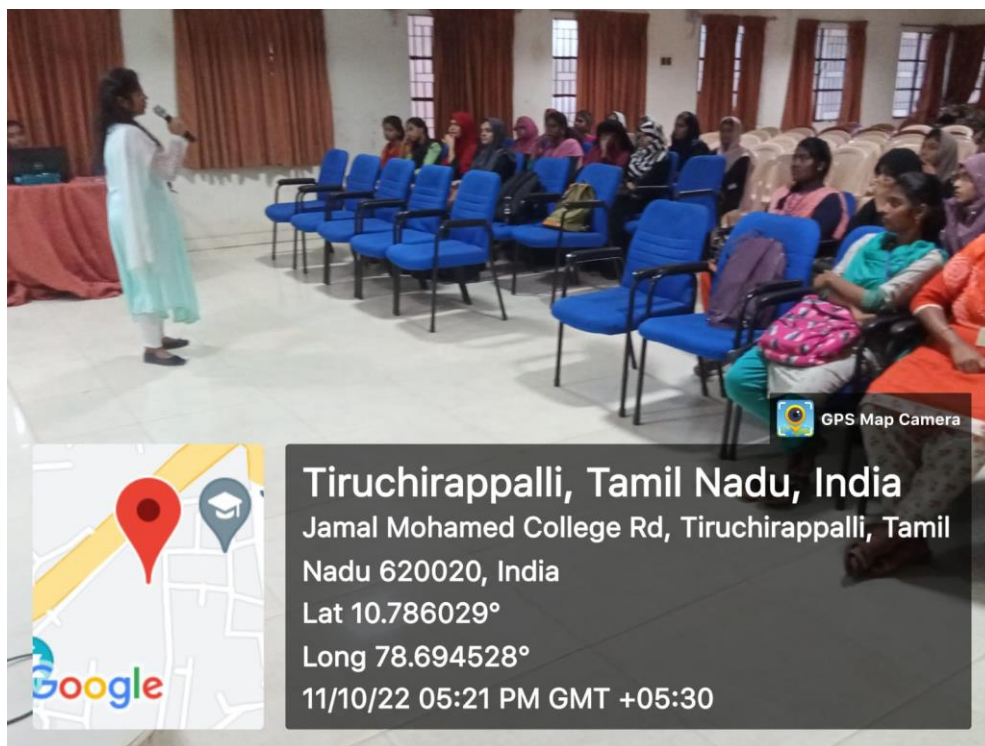 GPS Map Camera
Tiruchirappalli, Tamil Nadu, India
Jamal Mohamed College Rd, Tiruchirappalli, Tamil
Nadu 620020, India
Lat 10.786029°
Long 78.694528°
11/10/22 05:21 PM GMT +05:30
Google